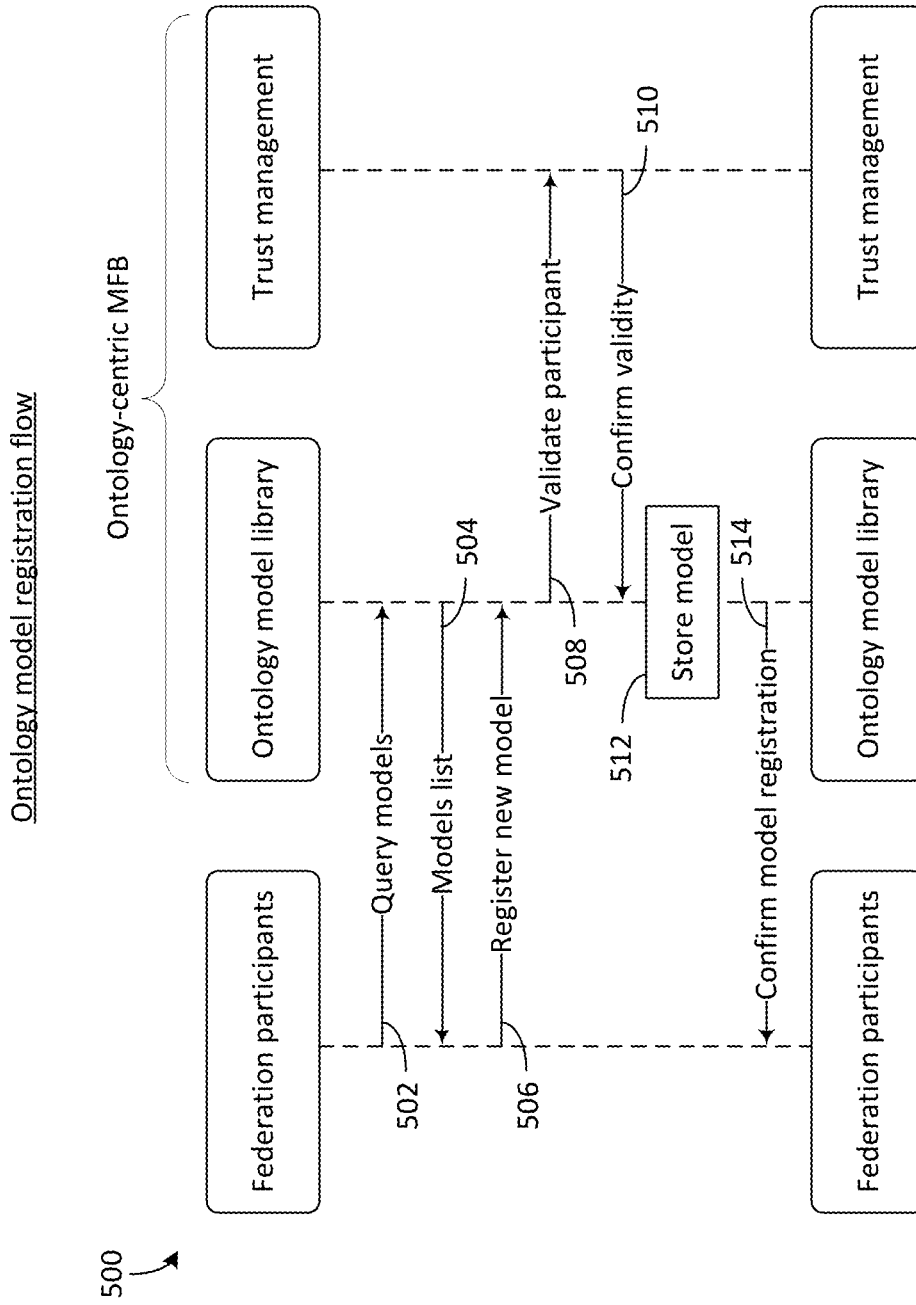 Ontology model registration flow
500
Ontology-centric MFB
Federation participants
Ontology model library
Trust management
Query models
502
Models list
504
Register new model
506
Validate participant
508
Confirm validity
510
Store model
512
Confirm model registration
514
Federation participants
Ontology model library
Trust management